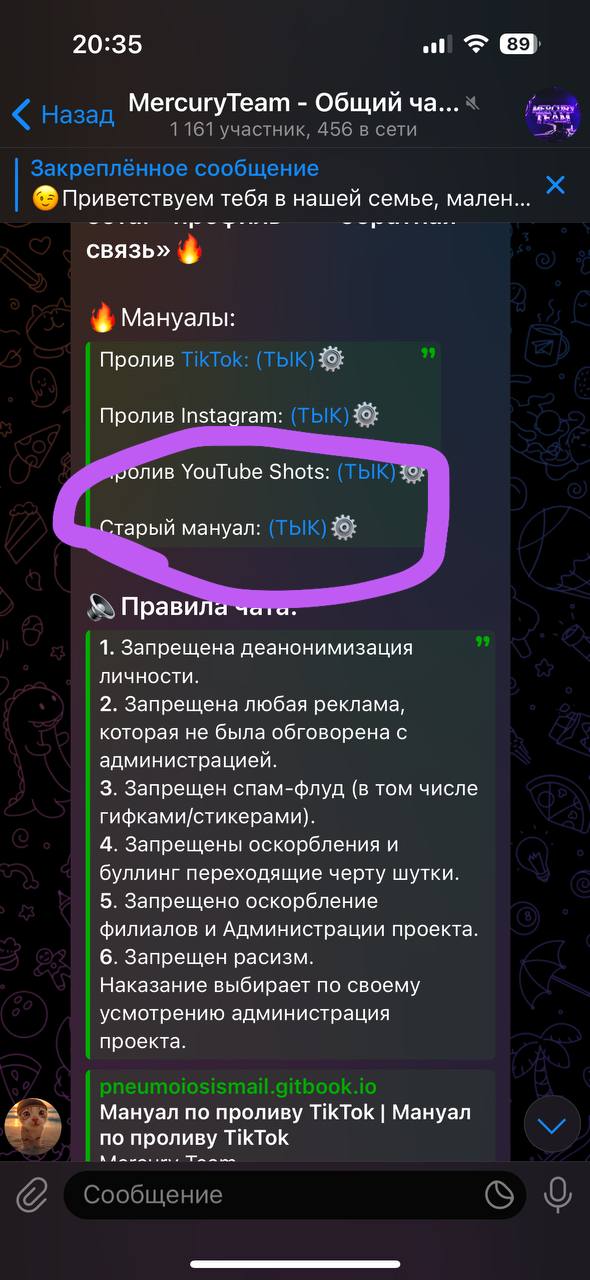 20:35
89
Назад
MercuryTeam - Общий ча...
1 161 участник, 456 в сети
Закреплённое сообщение
😉Приветствуем тебя в нашей семье, мален...
связь»🔥
🔥Мануалы:
Пролив TikTok: (ТЫК)⚙️
Пролив Instagram: (ТЫК)⚙️
Пролив YouTube Shots: (ТЫК)⚙️
Старый мануал: (ТЫК)⚙️
🔈Правила чата:
1. Запрещена деанонимизация
личности.
2. Запрещена любая реклама,
которая не была обговорена с
администрацией.
3. Запрещен спам-флуд (в том числе
гифками/стикерами).
4. Запрещены оскорбления и
буллинг переходящие черту шутки.
5. Запрещено оскорбление
филиалов и Администрации проекта.
6. Запрещен расизм.
Наказание выбирает по своему
усмотрению администрация
проекта.
pneumoiosismail.gitbook.io
Мануал по проливу TikTok | Мануал
по проливу TikTok
Mercury Team
Сообщение